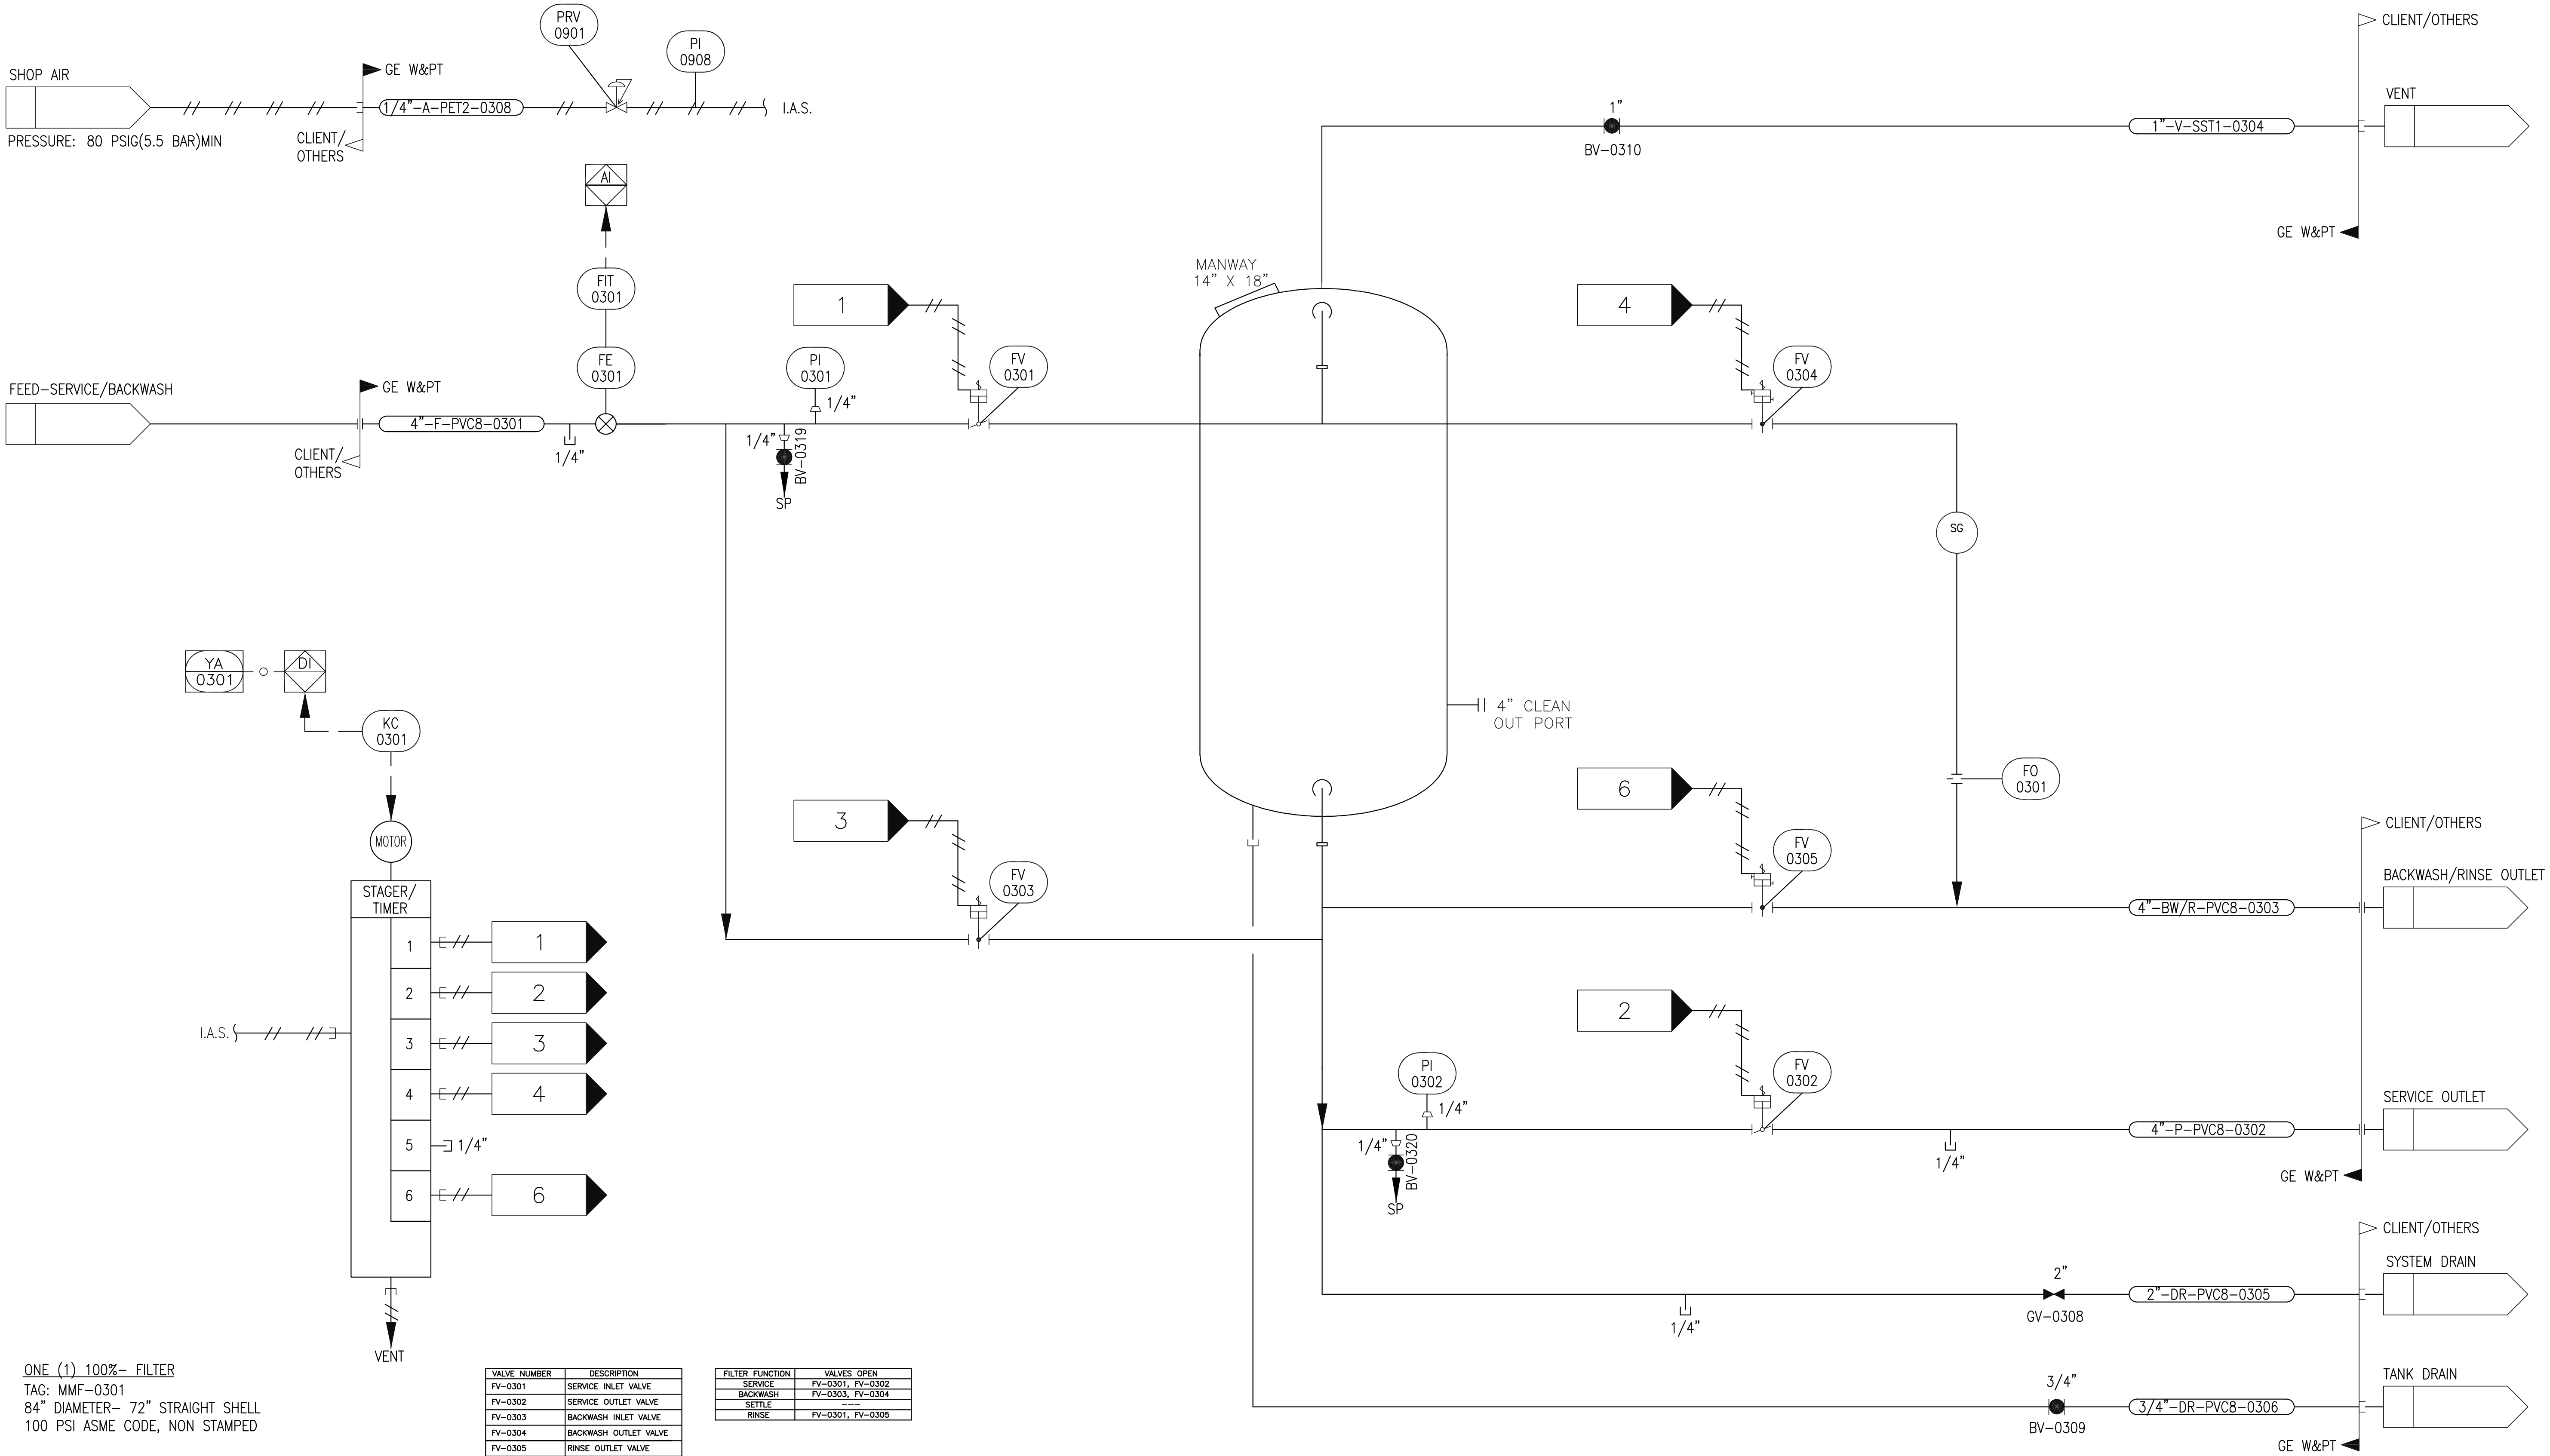 PRV
0901
PI
0908
CLIENT/OTHERS
SHOP AIR
GE W&PT
1/4"-A-PET2-0308
I.A.S.
PRESSURE: 80 PSIG(5.5 BAR)MIN
CLIENT/
OTHERS
1"
BV-0310
1"-V-SST1-0304
VENT
GE W&PT
AI
FIT
0301
FE
0301
MANWAY
14" X 18"
1
4
PI
0301
FV
0301
FV
0304
FEED-SERVICE/BACKWASH
GE W&PT
4"-F-PVC8-0301
CLIENT/
OTHERS
1/4"
1/4"
1/4"
BV-0319
SP
SG
YA
0301
DI
KC
0301
4" CLEAN
OUT PORT
MOTOR
3
6
FO
0301
FV
0303
FV
0305
CLIENT/OTHERS
BACKWASH/RINSE OUTLET
4"-BW/R-PVC8-0303
STAGER/
TIMER
1
1
2
2
3
3
4
4
5
1/4"
6
6
I.A.S.
VENT
2
PI
0302
FV
0302
1/4"
1/4"
BV-0320
SP
1/4"
4"-P-PVC8-0302
SERVICE OUTLET
GE W&PT
CLIENT/OTHERS
SYSTEM DRAIN
2"
GV-0308
2"-DR-PVC8-0305
1/4"
3/4"
BV-0309
3/4"-DR-PVC8-0306
TANK DRAIN
GE W&PT
ONE (1) 100%- FILTER
TAG: MMF-0301
84" DIAMETER- 72" STRAIGHT SHELL
100 PSI ASME CODE, NON STAMPED
VALVE NUMBER DESCRIPTION
FV-0301 SERVICE INLET VALVE
FV-0302 SERVICE OUTLET VALVE
FV-0303 BACKWASH INLET VALVE
FV-0304 BACKWASH OUTLET VALVE
FV-0305 RINSE OUTLET VALVE
FILTER FUNCTION VALVES OPEN
SERVICE FV-0301, FV-0302
BACKWASH FV-0303, FV-0304
SETTLE ---
RINSE FV-0301, FV-0305